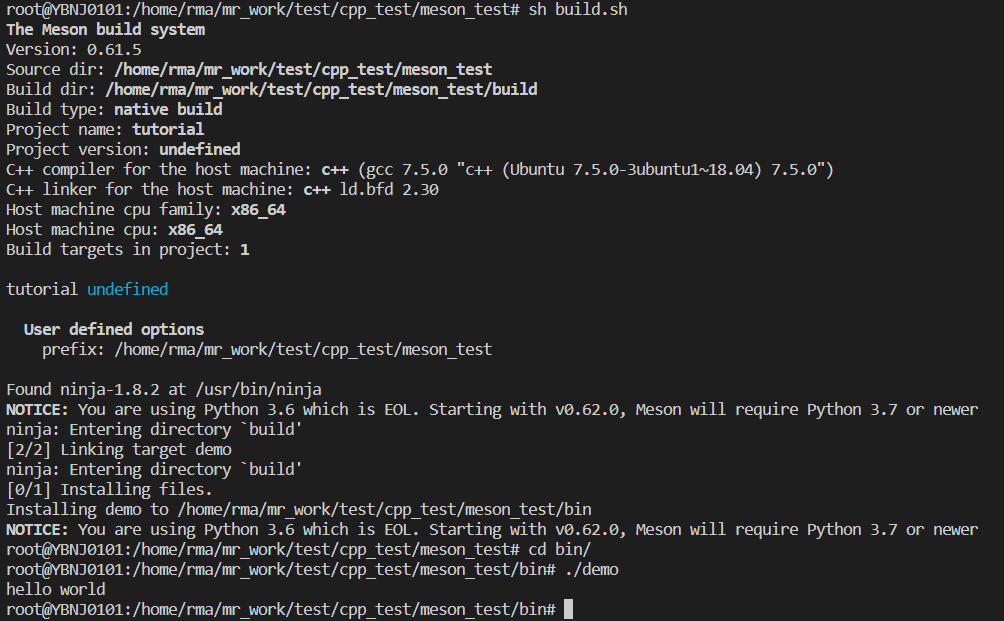 root@YBNJ0101:/home/rma/mr_work/test/cpp_test/meson_test# sh build.sh
The Meson build system
Version: 0.61.5
Source dir: /home/rma/mr_work/test/cpp_test/meson_test
Build dir: /home/rma/mr_work/test/cpp_test/meson_test/build
Build type: native build
Project name: tutorial
Project version: undefined
C++ compiler for the host machine: c++ (gcc 7.5.0 "c++ (Ubuntu 7.5.0-3ubuntu1~18.04) 7.5.0")
C++ linker for the host machine: c++ ld.bfd 2.30
Host machine cpu family: x86_64
Host machine cpu: x86_64
Build targets in project: 1
tutorial undefined
User defined options
prefix: /home/rma/mr_work/test/cpp_test/meson_test
Found ninja-1.8.2 at /usr/bin/ninja
NOTICE: You are using Python 3.6 which is EOL. Starting with v0.62.0, Meson will require Python 3.7 or newer
ninja: Entering directory `build'
[2/2] Linking target demo
ninja: Entering directory `build'
[0/1] Installing files.
Installing demo to /home/rma/mr_work/test/cpp_test/meson_test/bin
NOTICE: You are using Python 3.6 which is EOL. Starting with v0.62.0, Meson will require Python 3.7 or newer
root@YBNJ0101:/home/rma/mr_work/test/cpp_test/meson_test# cd bin/
root@YBNJ0101:/home/rma/mr_work/test/cpp_test/meson_test/bin# ./demo
hello world
root@YBNJ0101:/home/rma/mr_work/test/cpp_test/meson_test/bin#